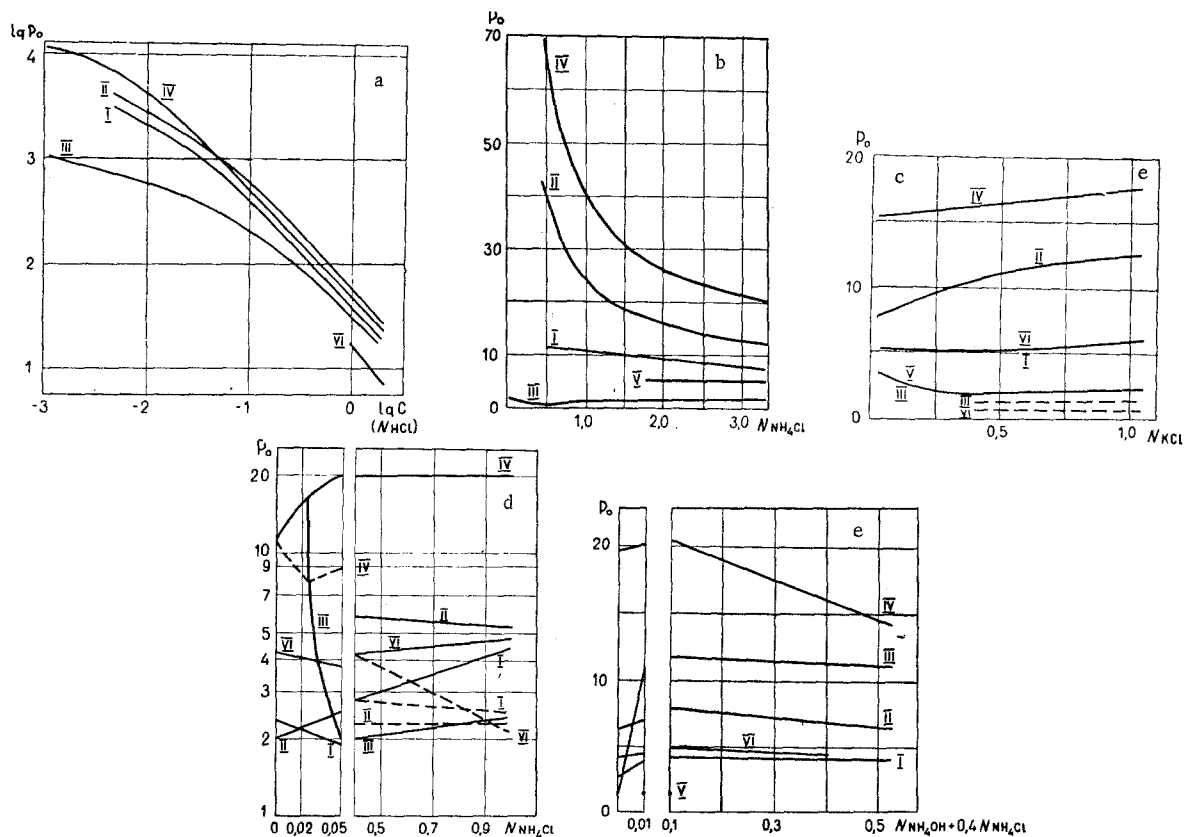 lq P₀
4
3
2
1
-3
-2
-1
0
lq C
(N HCl)
a
IV
II
I
III
VI
P₀
70
50
30
10
0
1,0
2,0
3,0
N NH₄Cl
b
IV
II
I
V
III
P₀
20
10
0
0,5
1,0
N KCl
c
e
IV
II
VI
I
V
III
III
VI
P₀
20
10
9
7
5
4
3
2
1
0
0,02
0,05
0,5
0,7
0,9
N NH₄Cl
d
IV
IV
III
II
VI
VI
I
I
II
II
I
III
VI
P₀
20
10
0
0,01
0,1
0,3
0,5
N NH₄OH + 0,4 N NH₄Cl
e
IV
III
II
VI
I
V